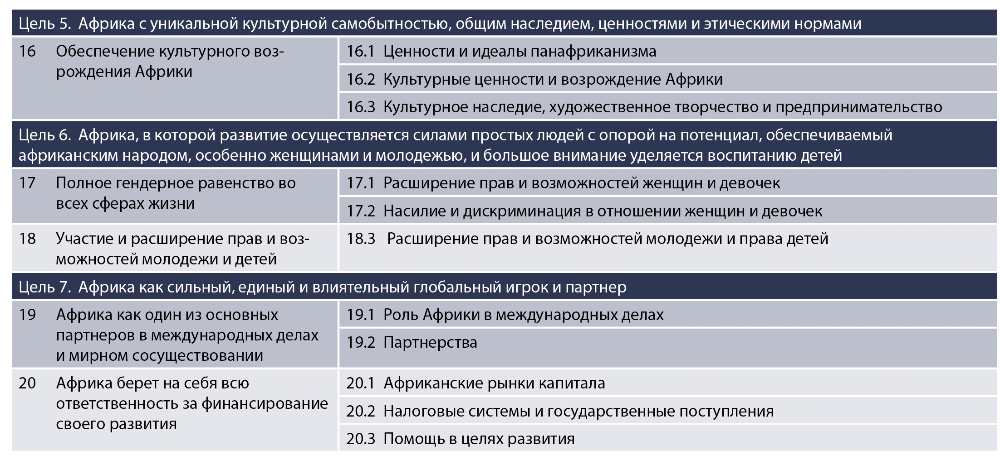 Цель 5. Африка с уникальной культурной самобытностью, общим наследием, ценностями и этическими нормами
16 Обеспечение культурного воз-
рождения Африки
16.1 Ценности и идеалы панафриканизма
16.2 Культурные ценности и возрождение Африки
16.3 Культурное наследие, художественное творчество и предпринимательство
Цель 6. Африка, в которой развитие осуществляется силами простых людей с опорой на потенциал, обеспечиваемый
африканским народом, особенно женщинами и молодежью, и большое внимание уделяется воспитанию детей
17 Полное гендерное равенство во
всех сферах жизни
17.1 Расширение прав и возможностей женщин и девочек
17.2 Насилие и дискриминация в отношении женщин и девочек
18 Участие и расширение прав и воз-
можностей молодежи и детей
18.3 Расширение прав и возможностей молодежи и права детей
Цель 7. Африка как сильный, единый и влиятельный глобальный игрок и партнер
19 Африка как один из основных
партнеров в международных делах
и мирном сосуществовании
19.1 Роль Африки в международных делах
19.2 Партнерства
20 Африка берет на себя всю
ответственность за финансирование
своего развития
20.1 Африканские рынки капитала
20.2 Налоговые системы и государственные поступления
20.3 Помощь в целях развития